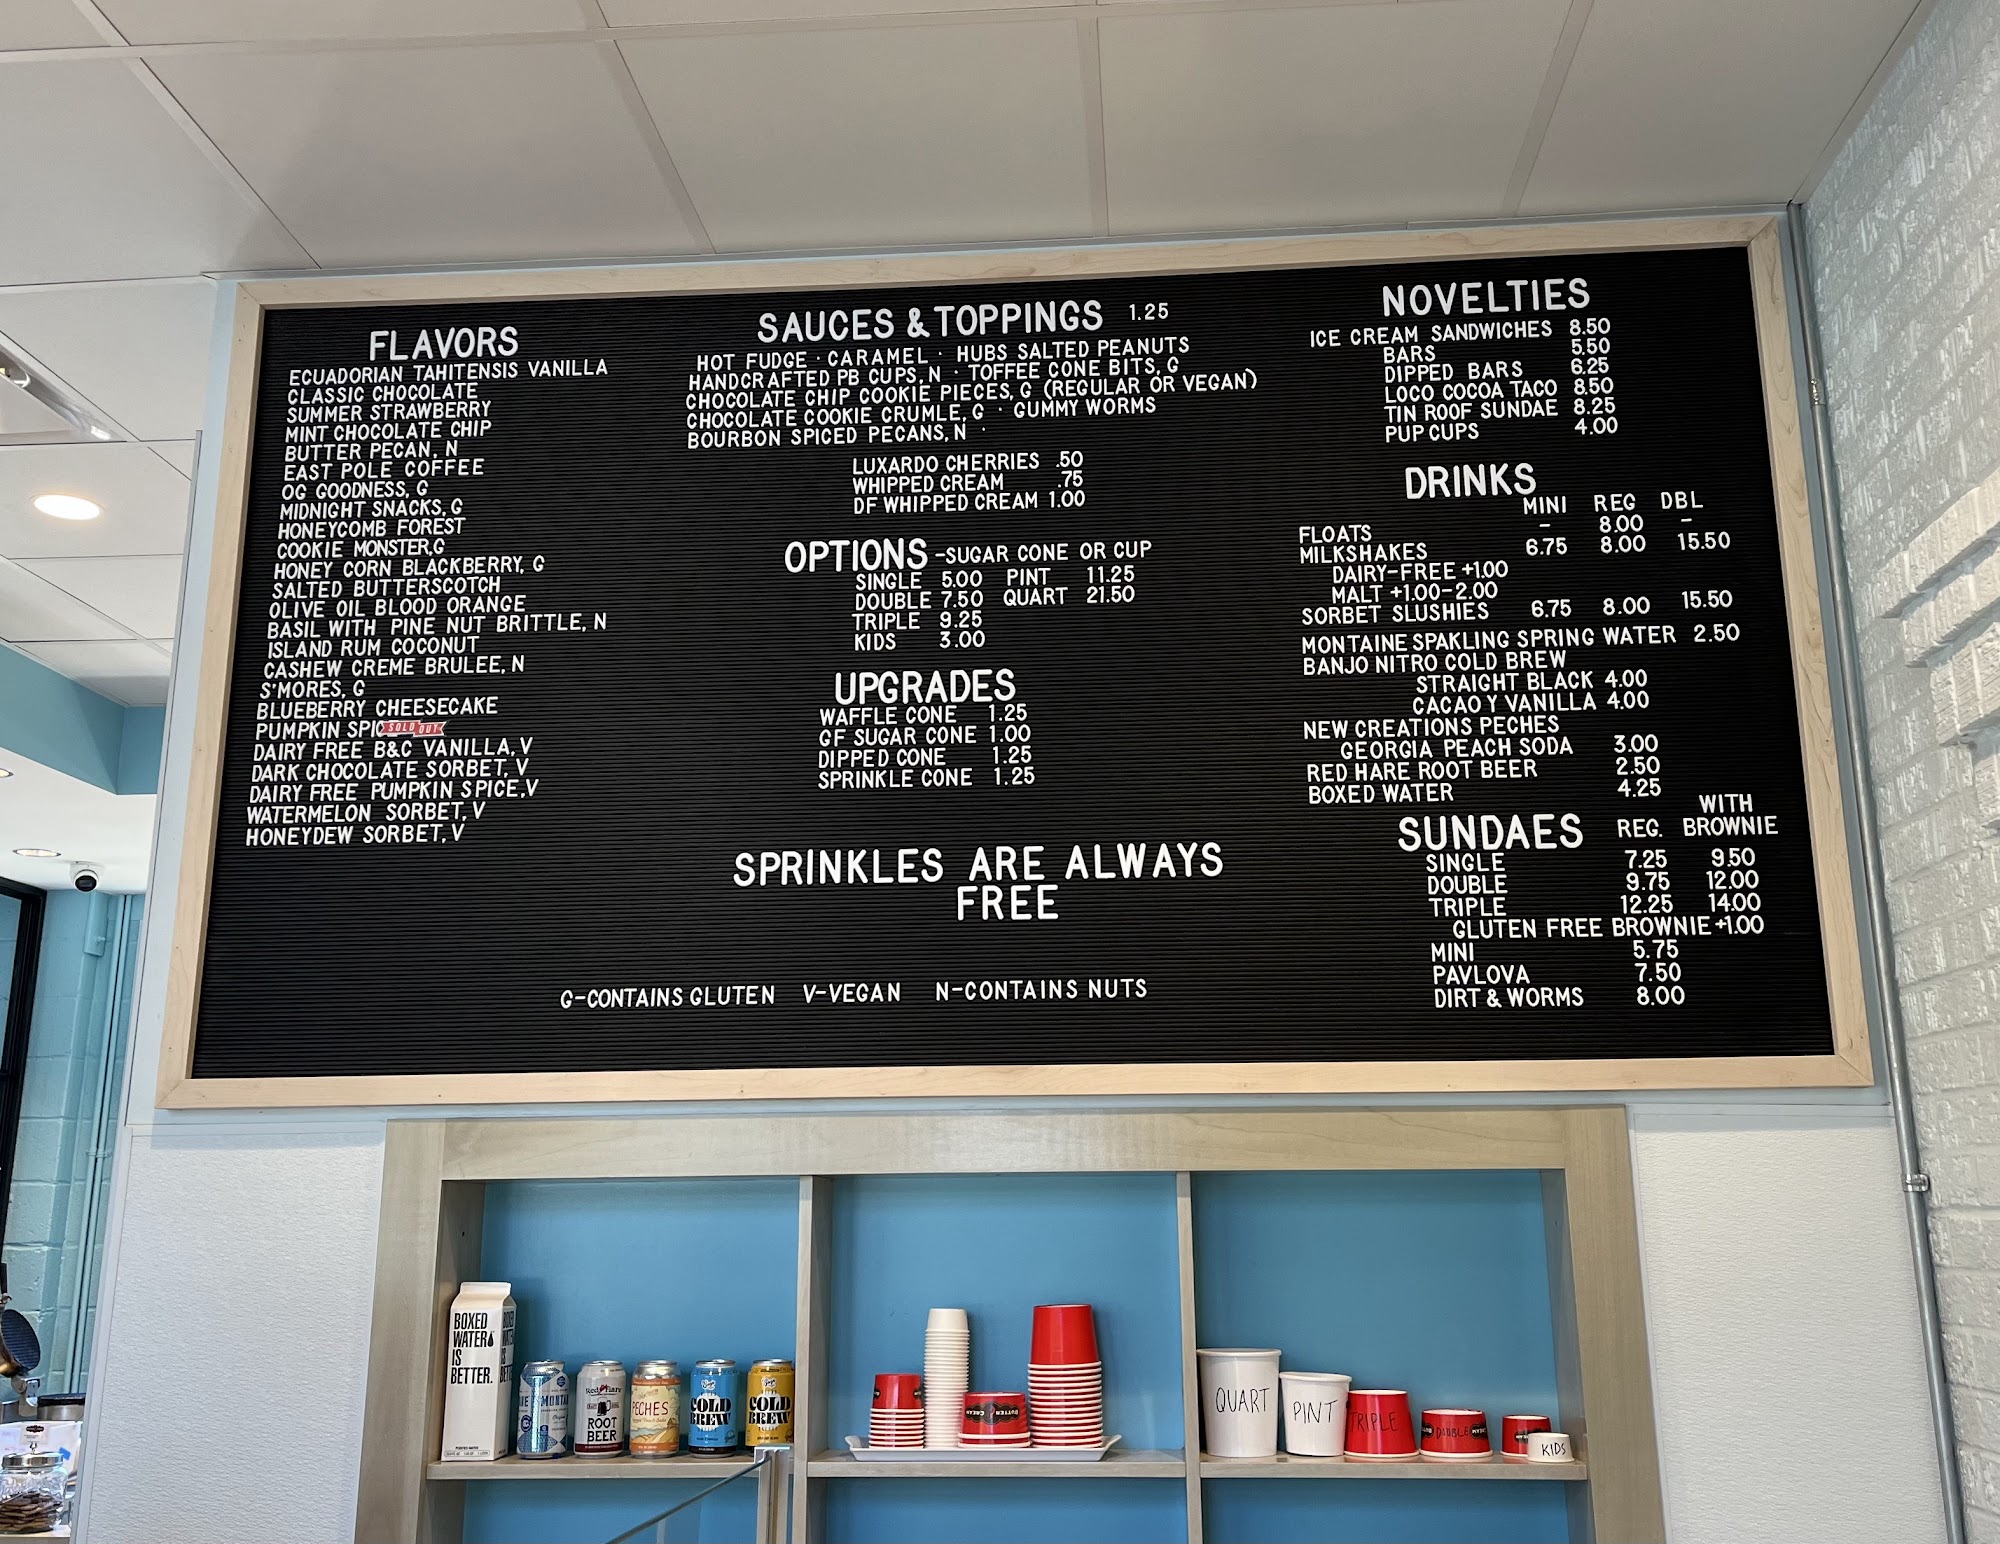 FLAVORS
ECUADORIAN TAHITENSIS VANILLA
CLASSIC CHOCOLATE
SUMMER STRAWBERRY
MINT CHOCOLATE CHIP
BUTTER PECAN, N
EAST POLE COFFEE
OG GOODNESS, G
MIDNIGHT SNACKS, G
HONEYCOMB FOREST
COOKIE MONSTER,G
HONEY CORN BLACKBERRY, G
SALTED BUTTERSCOTCH
OLIVE OIL BLOOD ORANGE
BASIL WITH PINE NUT BRITTLE, N
ISLAND RUM COCONUT
CASHEW CREME BRULEE, N
S'MORES, G
BLUEBERRY CHEESECAKE
PUMPKIN SPIC SOLD OUT
DAIRY FREE B&C VANILLA, V
DARK CHOCOLATE SORBET, V
DAIRY FREE PUMPKIN SPICE,V
WATERMELON SORBET, V
HONEYDEW SORBET, V
SAUCES & TOPPINGS 1.25
HOT FUDGE · CARAMEL · HUBS SALTED PEANUTS
HANDCRAFTED PB CUPS, N · TOFFEE CONE BITS, G
CHOCOLATE CHIP COOKIE PIECES, G (REGULAR OR VEGAN)
CHOCOLATE COOKIE CRUMLE, G · GUMMY WORMS
BOURBON SPICED PECANS, N ·
LUXARDO CHERRIES .50
WHIPPED CREAM .75
DF WHIPPED CREAM 1.00
OPTIONS -SUGAR CONE OR CUP
SINGLE 5.00 PINT 11.25
DOUBLE 7.50 QUART 21.50
TRIPLE 9.25
KIDS 3.00
UPGRADES
WAFFLE CONE 1.25
GF SUGAR CONE 1.00
DIPPED CONE 1.25
SPRINKLE CONE 1.25
SPRINKLES ARE ALWAYS
FREE
G-CONTAINS GLUTEN V-VEGAN N-CONTAINS NUTS
NOVELTIES
ICE CREAM SANDWICHES 8.50
BARS 5.50
DIPPED BARS 6.25
LOCO COCOA TACO 8.50
TIN ROOF SUNDAE 8.25
PUP CUPS 4.00
DRINKS
MINI REG DBL
FLOATS - 8.00 -
MILKSHAKES 6.75 8.00 15.50
DAIRY-FREE +1.00
MALT +1.00-2.00
SORBET SLUSHIES 6.75 8.00 15.50
MONTAINE SPAKLING SPRING WATER 2.50
BANJO NITRO COLD BREW
STRAIGHT BLACK 4.00
CACAO Y VANILLA 4.00
NEW CREATIONS PECHES
GEORGIA PEACH SODA 3.00
RED HARE ROOT BEER 2.50
BOXED WATER 4.25
SUNDAES REG. WITH BROWNIE
SINGLE 7.25 9.50
DOUBLE 9.75 12.00
TRIPLE 12.25 14.00
GLUTEN FREE BROWNIE +1.00
MINI 5.75
PAVLOVA 7.50
DIRT & WORMS 8.00
BOXED
WATER
IS
BETTER.
Red Hare
ROOT
BEER
PECHES
COLD
BREW
COLD
BREW
BUTTER CREAM
QUART
PINT
TRIPLE
DOUBLE
KIDS